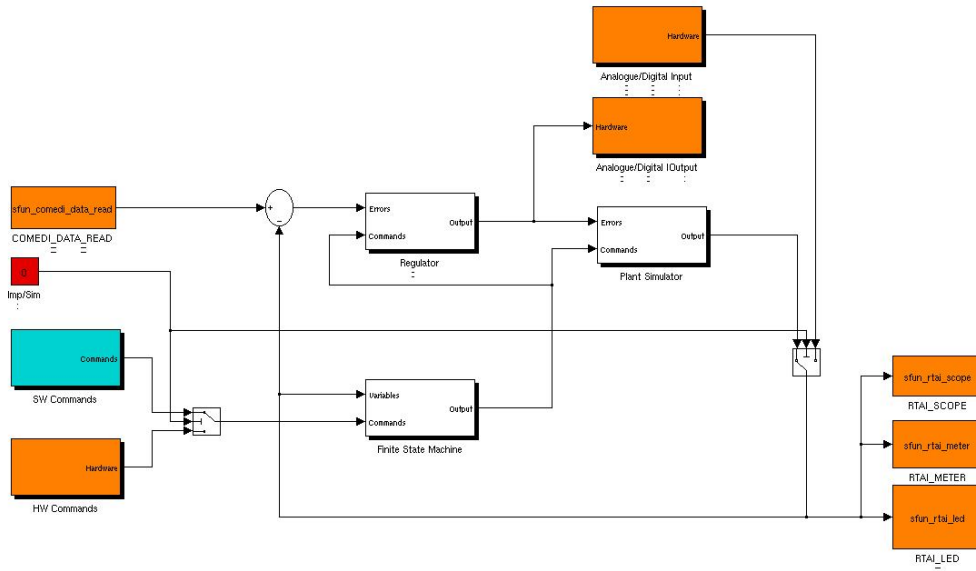 Hardware
Analogue/Digital Input
Hardware
Analogue/Digital IOutput
sfun_comedi_data_read
COMEDI_DATA_READ
+
−
Errors
Commands
Output
Regulator
Errors
Commands
Output
Plant Simulator
0
Imp/Sim
Commands
SW Commands
Hardware
HW Commands
Variables
Commands
Output
Finite State Machine
sfun_rtai_scope
RTAI_SCOPE
sfun_rtai_meter
RTAI_METER
sfun_rtai_led
RTAI_LED